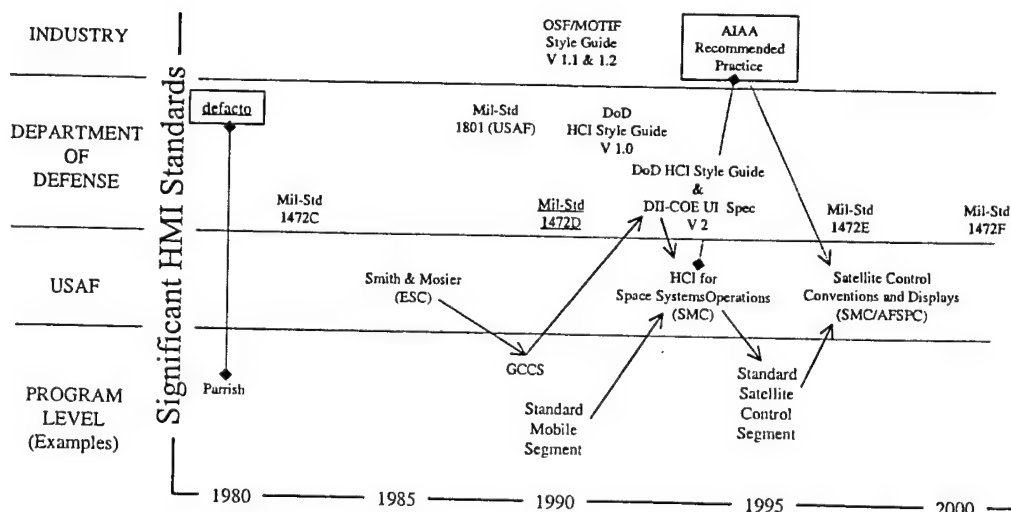 INDUSTRY
OSF/MOTIF
Style Guide
V 1.1 & 1.2
AIAA
Recommended
Practice
Significant HMI Standards
DEPARTMENT
OF
DEFENSE
defacto
Mil-Std
1472C
Mil-Std
1801 (USAF)
DoD
HCI Style Guide
V 1.0
Mil-Std
1472D
DoD HCI Style Guide
&
DII-COE UI Spec
V 2
Mil-Std
1472E
Mil-Std
1472F
USAF
Smith & Mosier
(ESC)
HCI for
Space SystemsOperations
(SMC)
Satellite Control
Conventions and Displays
(SMC/AFSPC)
PROGRAM
LEVEL
(Examples)
Parrish
GCCS
Standard
Mobile
Segment
Standard
Satellite
Control
Segment
1980
1985
1990
1995
2000